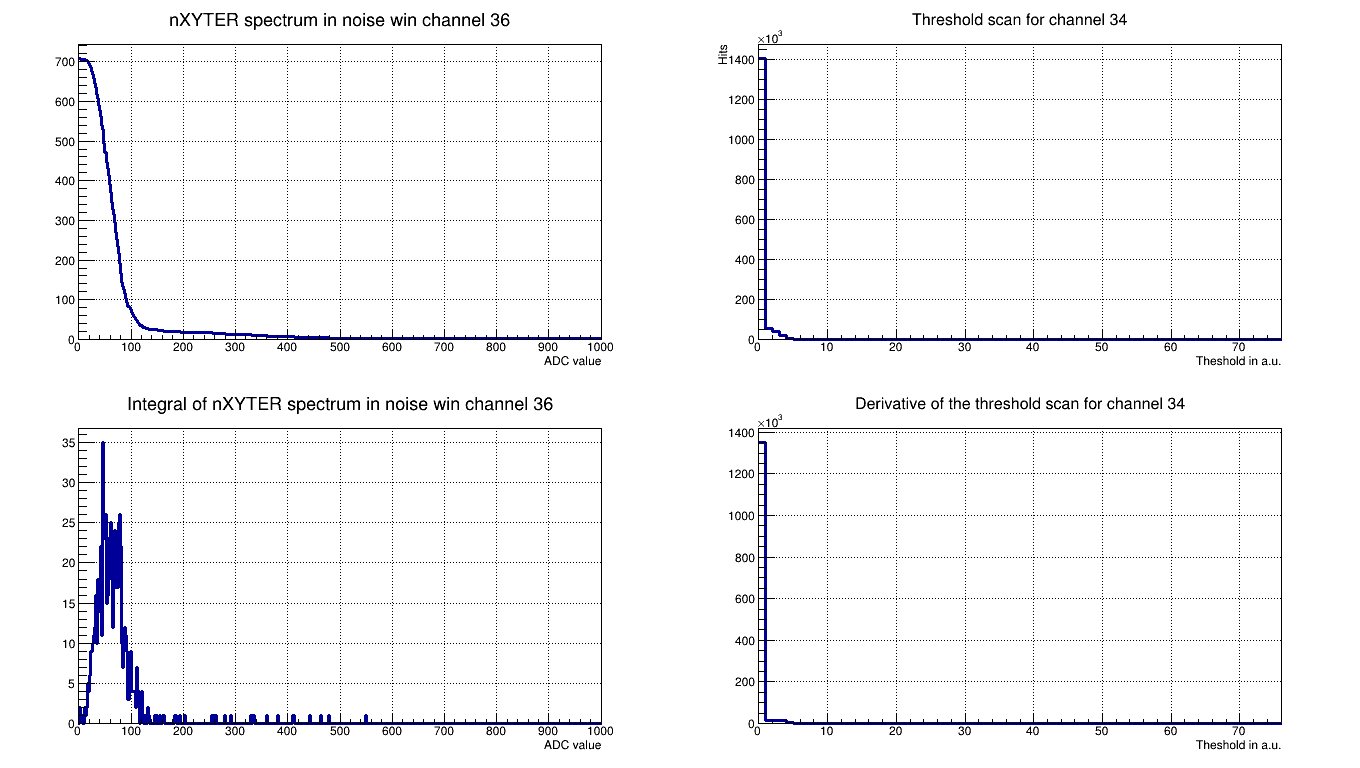 nXYTER spectrum in noise win channel 36
700
600
500
400
300
200
100
0
0 100 200 300 400 500 600 700 800 900 1000
ADC value
Threshold scan for channel 34
×10³
Hits
1400
1200
1000
800
600
400
200
0
0 10 20 30 40 50 60 70
Theshold in a.u.
Integral of nXYTER spectrum in noise win channel 36
35
30
25
20
15
10
5
0
0 100 200 300 400 500 600 700 800 900 1000
ADC value
Derivative of the threshold scan for channel 34
×10³
1400
1200
1000
800
600
400
200
0
0 10 20 30 40 50 60 70
Theshold in a.u.